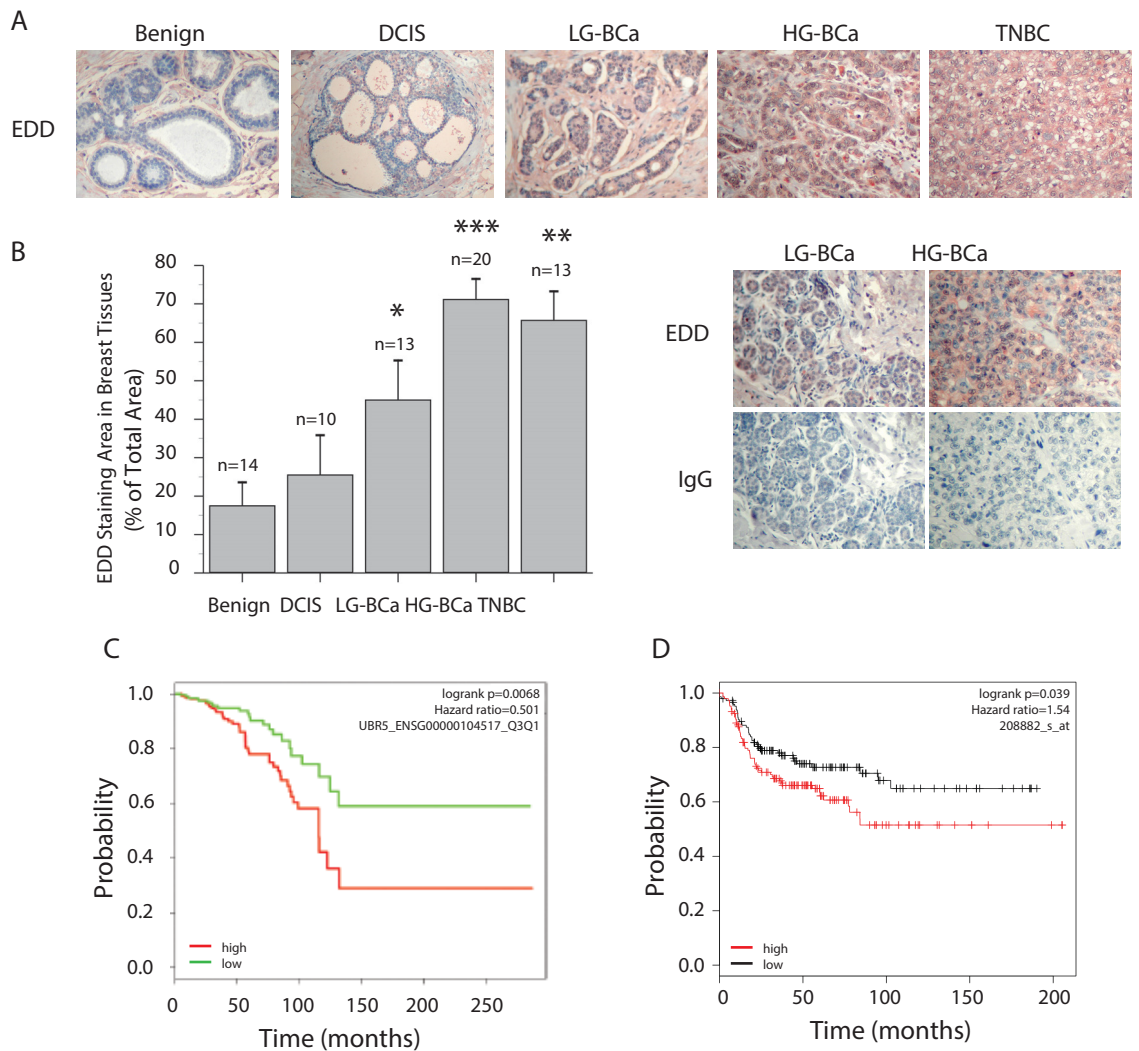 A
Benign DCIS LG-BCa HG-BCa TNBC
EDD
B
EDD Staining Area in Breast Tissues
(% of Total Area)
80
70
60
50
40
30
20
10
0
n=14
n=10
*
n=13
***
n=20
**
n=13
Benign DCIS LG-BCa HG-BCa TNBC
LG-BCa HG-BCa
EDD
IgG
C
logrank p=0.0068
Hazard ratio=0.501
UBR5_ENSG00000104517_Q3Q1
Probability
1.0
0.8
0.6
0.4
0.2
0.0
high
low
0 50 100 150 200 250
Time (months)
D
logrank p=0.039
Hazard ratio=1.54
208882_s_at
Probability
1.0
0.8
0.6
0.4
0.2
0.0
high
low
0 50 100 150 200
Time (months)